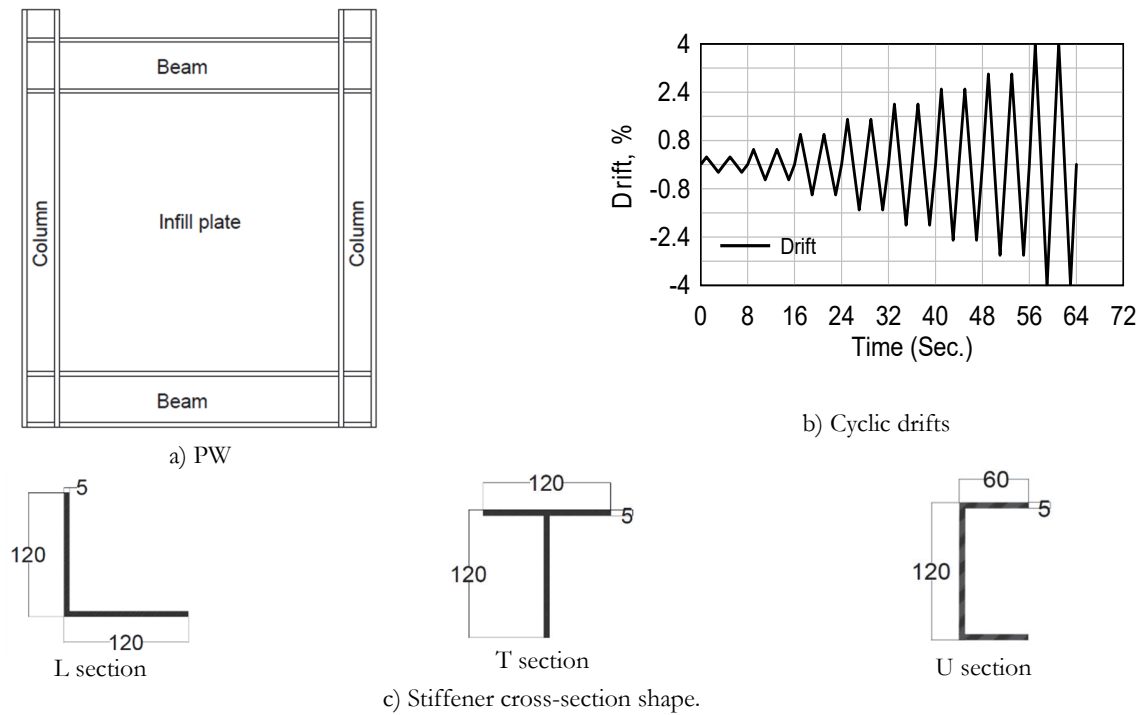 Beam
Column
Infill plate
Column
Beam
a) PW
4
2.4
0.8
-0.8
-2.4
-4
Drift, %
Drift
0 8 16 24 32 40 48 56 64 72
Time (Sec.)
b) Cyclic drifts
5
120
120
L section
120
5
120
T section
60
5
120
U section
c) Stiffener cross-section shape.